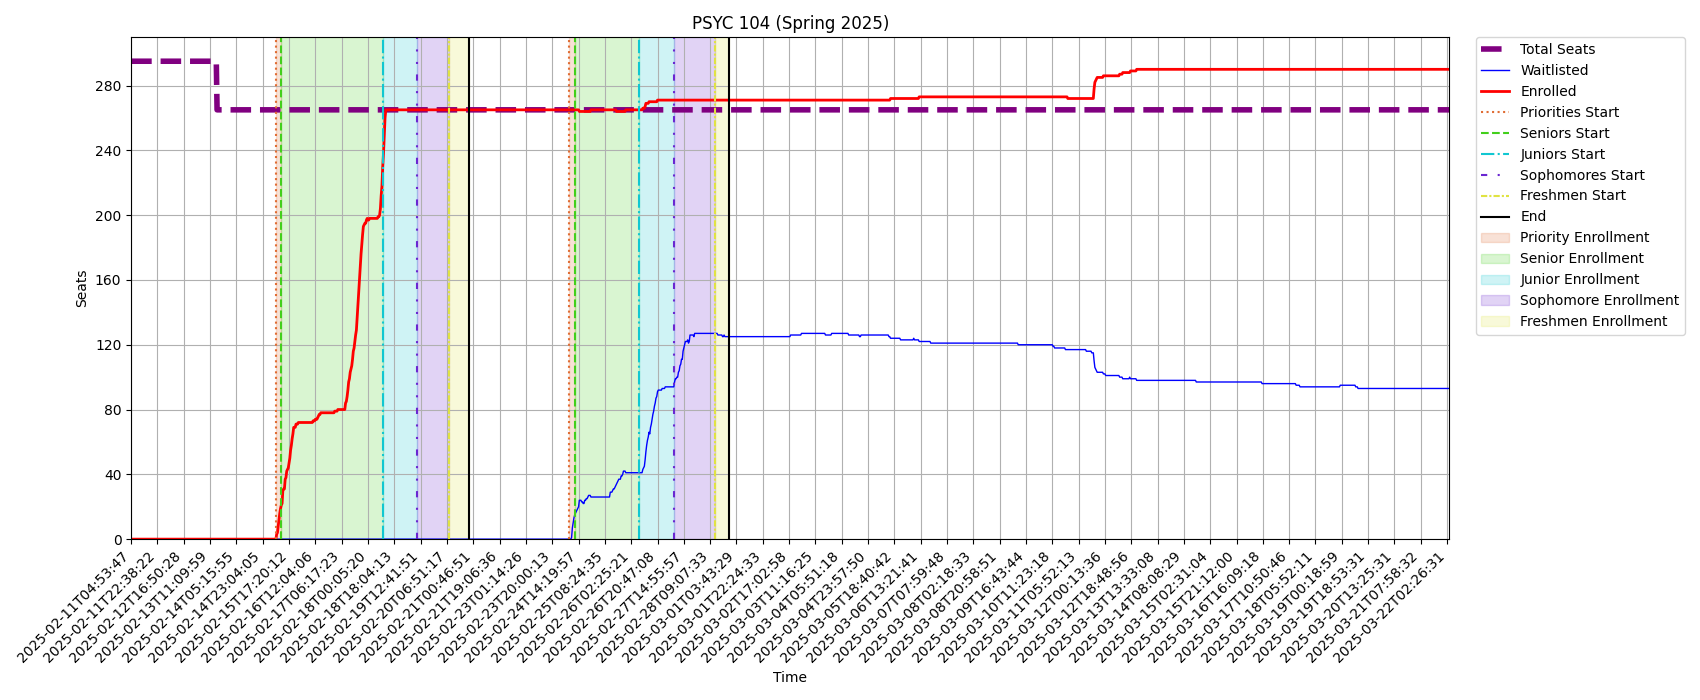 PSYC 104 (Spring 2025)
Seats
280
240
200
160
120
80
40
0
2025-02-11T04:53:47
2025-02-11T22:38:22
2025-02-12T16:50:28
2025-02-13T11:09:59
2025-02-14T05:15:55
2025-02-14T23:04:05
2025-02-15T17:20:12
2025-02-16T12:04:06
2025-02-17T06:17:23
2025-02-18T00:05:20
2025-02-18T18:04:13
2025-02-19T12:41:51
2025-02-20T06:51:17
2025-02-21T00:46:51
2025-02-21T19:06:36
2025-02-22T13:14:26
2025-02-23T20:00:13
2025-02-24T14:19:57
2025-02-25T08:24:35
2025-02-26T02:25:21
2025-02-26T20:47:08
2025-02-27T14:55:57
2025-02-28T09:07:33
2025-03-01T03:43:29
2025-03-01T22:24:33
2025-03-02T17:02:58
2025-03-03T11:16:25
2025-03-04T05:51:18
2025-03-04T23:57:50
2025-03-05T18:40:42
2025-03-06T13:21:41
2025-03-07T07:59:48
2025-03-08T02:18:33
2025-03-08T20:58:51
2025-03-09T16:43:44
2025-03-10T11:23:18
2025-03-11T05:52:13
2025-03-12T00:13:36
2025-03-12T18:48:56
2025-03-13T13:33:08
2025-03-14T08:08:29
2025-03-15T02:31:04
2025-03-15T21:12:00
2025-03-16T16:09:18
2025-03-17T10:50:46
2025-03-18T05:52:11
2025-03-19T00:18:59
2025-03-19T18:53:31
2025-03-20T13:25:31
2025-03-21T07:58:32
2025-03-22T02:26:31
Time
Total Seats
Waitlisted
Enrolled
Priorities Start
Seniors Start
Juniors Start
Sophomores Start
Freshmen Start
End
Priority Enrollment
Senior Enrollment
Junior Enrollment
Sophomore Enrollment
Freshmen Enrollment